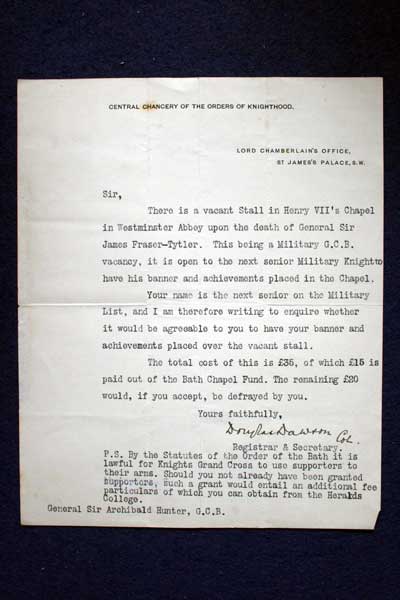 CENTRAL CHANCERY OF THE ORDERS OF KNIGHTHOOD.
LORD CHAMBERLAIN'S OFFICE,
ST JAMES'S PALACE, S.W.
Sir,
There is a vacant Stall in Henry VII's Chapel
in Westminster Abbey upon the death of General Sir
James Fraser-Tytler. This being a Military G.C.B.
vacancy, it is open to the next senior Military Knight to
have his banner and achievements placed in the Chapel.
Your name is the next senior on the Military
List, and I am therefore writing to enquire whether
it would be agreeable to you to have your banner and
achievements placed over the vacant stall.
The total cost of this is £35, of which £15 is
paid out of the Bath Chapel Fund. The remaining £20
would, if you accept, be defrayed by you.
Yours faithfully,
Douglas Dawson Col.
Registrar & Secretary.
P.S. By the Statutes of the Order of the Bath it is
lawful for Knights Grand Cross to use supporters to
their arms. Should you not already have been granted
supporters, such a grant would entail an additional fee
particulars of which you can obtain from the Heralds
College.
General Sir Archibald Hunter, G.C.B.